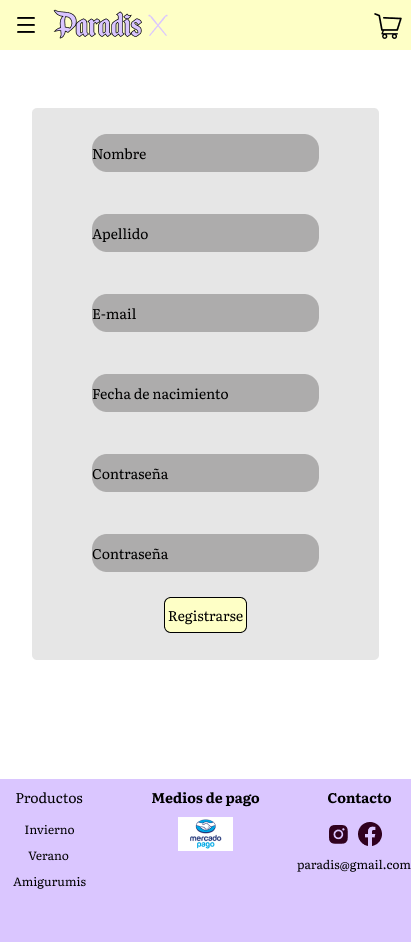 Paradis X
Nombre
Apellido
E-mail
Fecha de nacimiento
Contraseña
Contraseña
Registrarse
Productos
Invierno
Verano
Amigurumis
Medios de pago
mercado
pago
Contacto
paradis@gmail.com